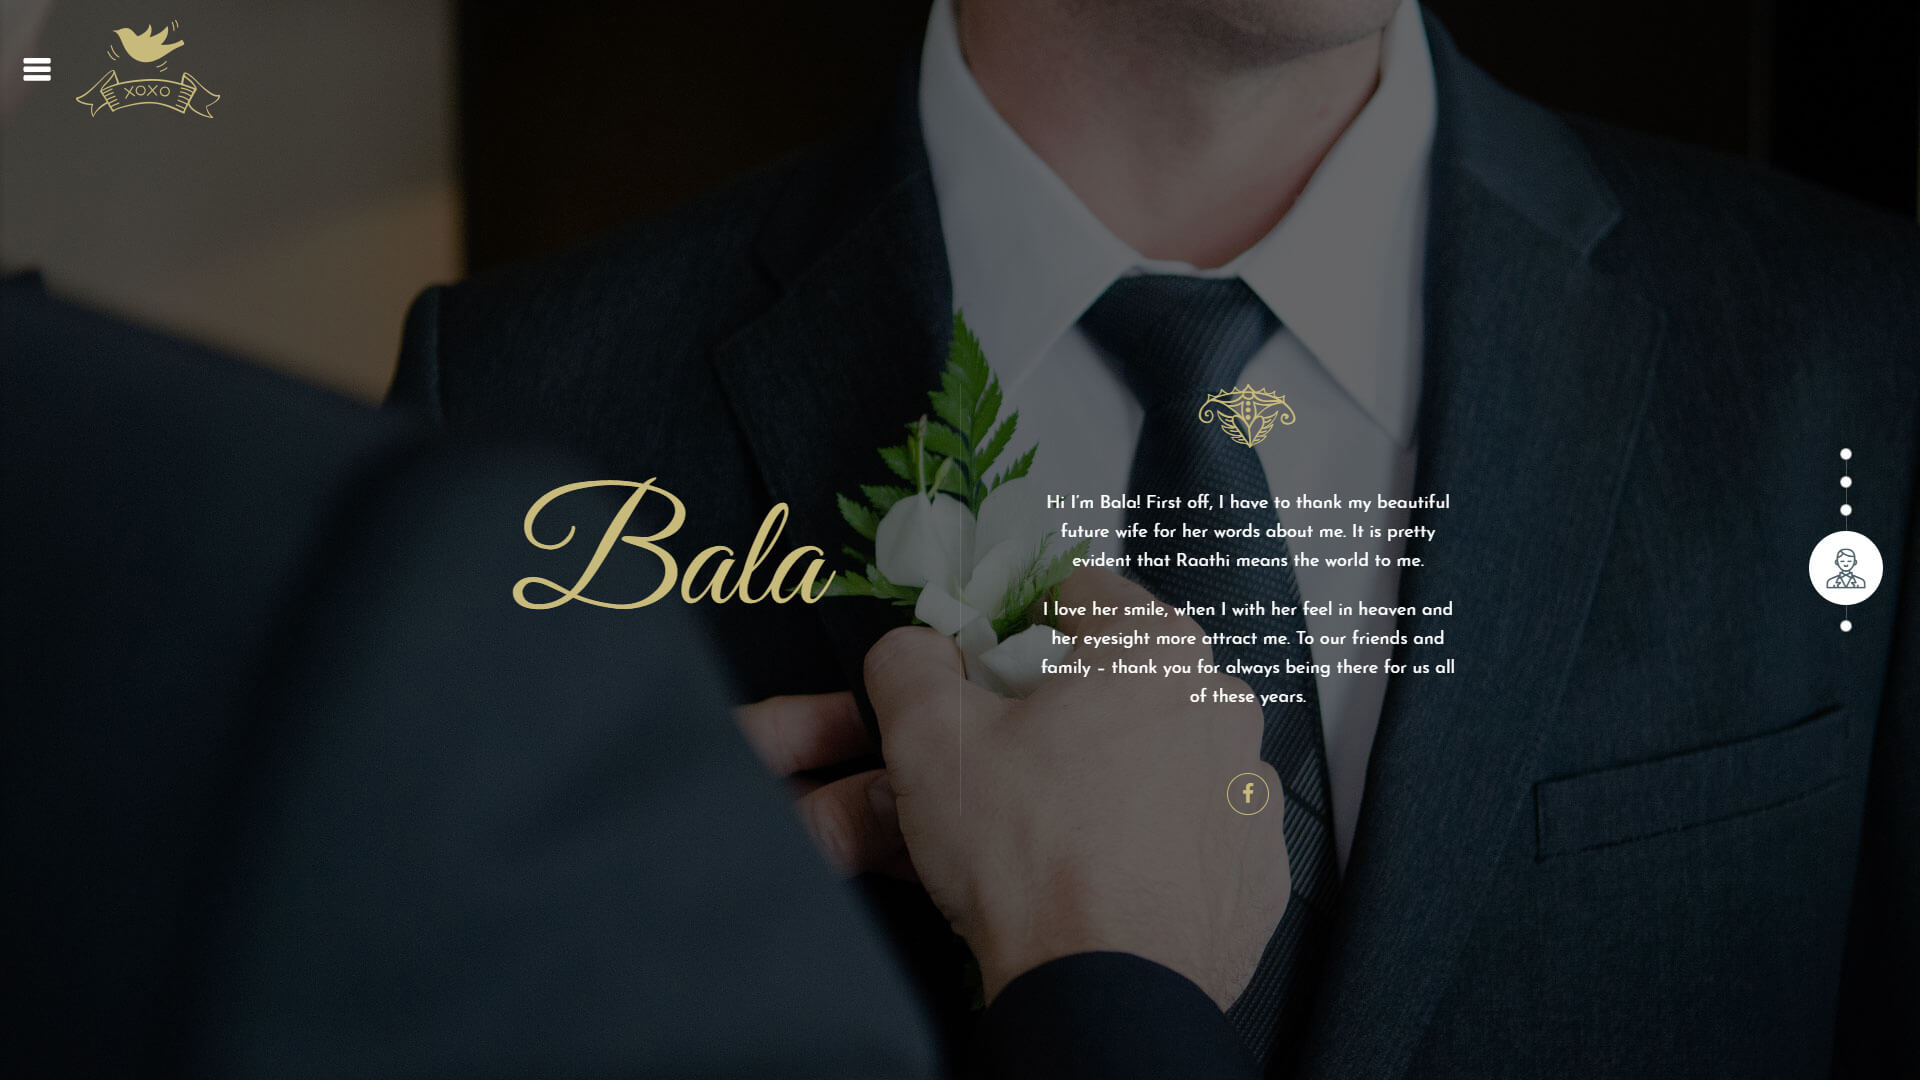 XOXO
Bala
Hi I'm Bala! First off, I have to thank my beautiful
future wife for her words about me. It is pretty
evident that Raathi means the world to me.
I love her smile, when I with her feel in heaven and
her eyesight more attract me. To our friends and
family – thank you for always being there for us all
of these years.